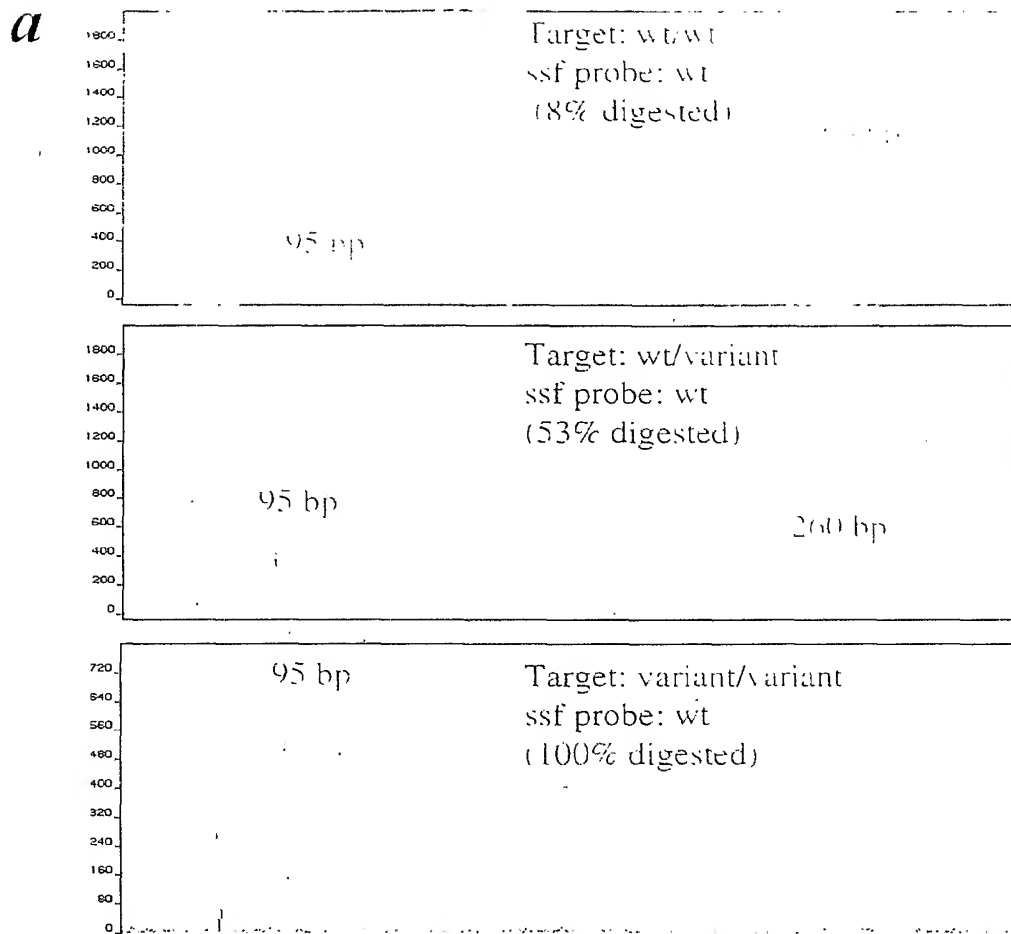 a
1800
1600
1400
1200
1000
800
600
400
200
0
Target: wt/wt
ssf probe: wt
(8% digested)
95 bp
1800
1600
1400
1200
1000
800
600
400
200
0
Target: wt/variant
ssf probe: wt
(53% digested)
95 bp
260 bp
720
640
560
480
400
320
240
160
80
0
95 bp
Target: variant/variant
ssf probe: wt
(100% digested)